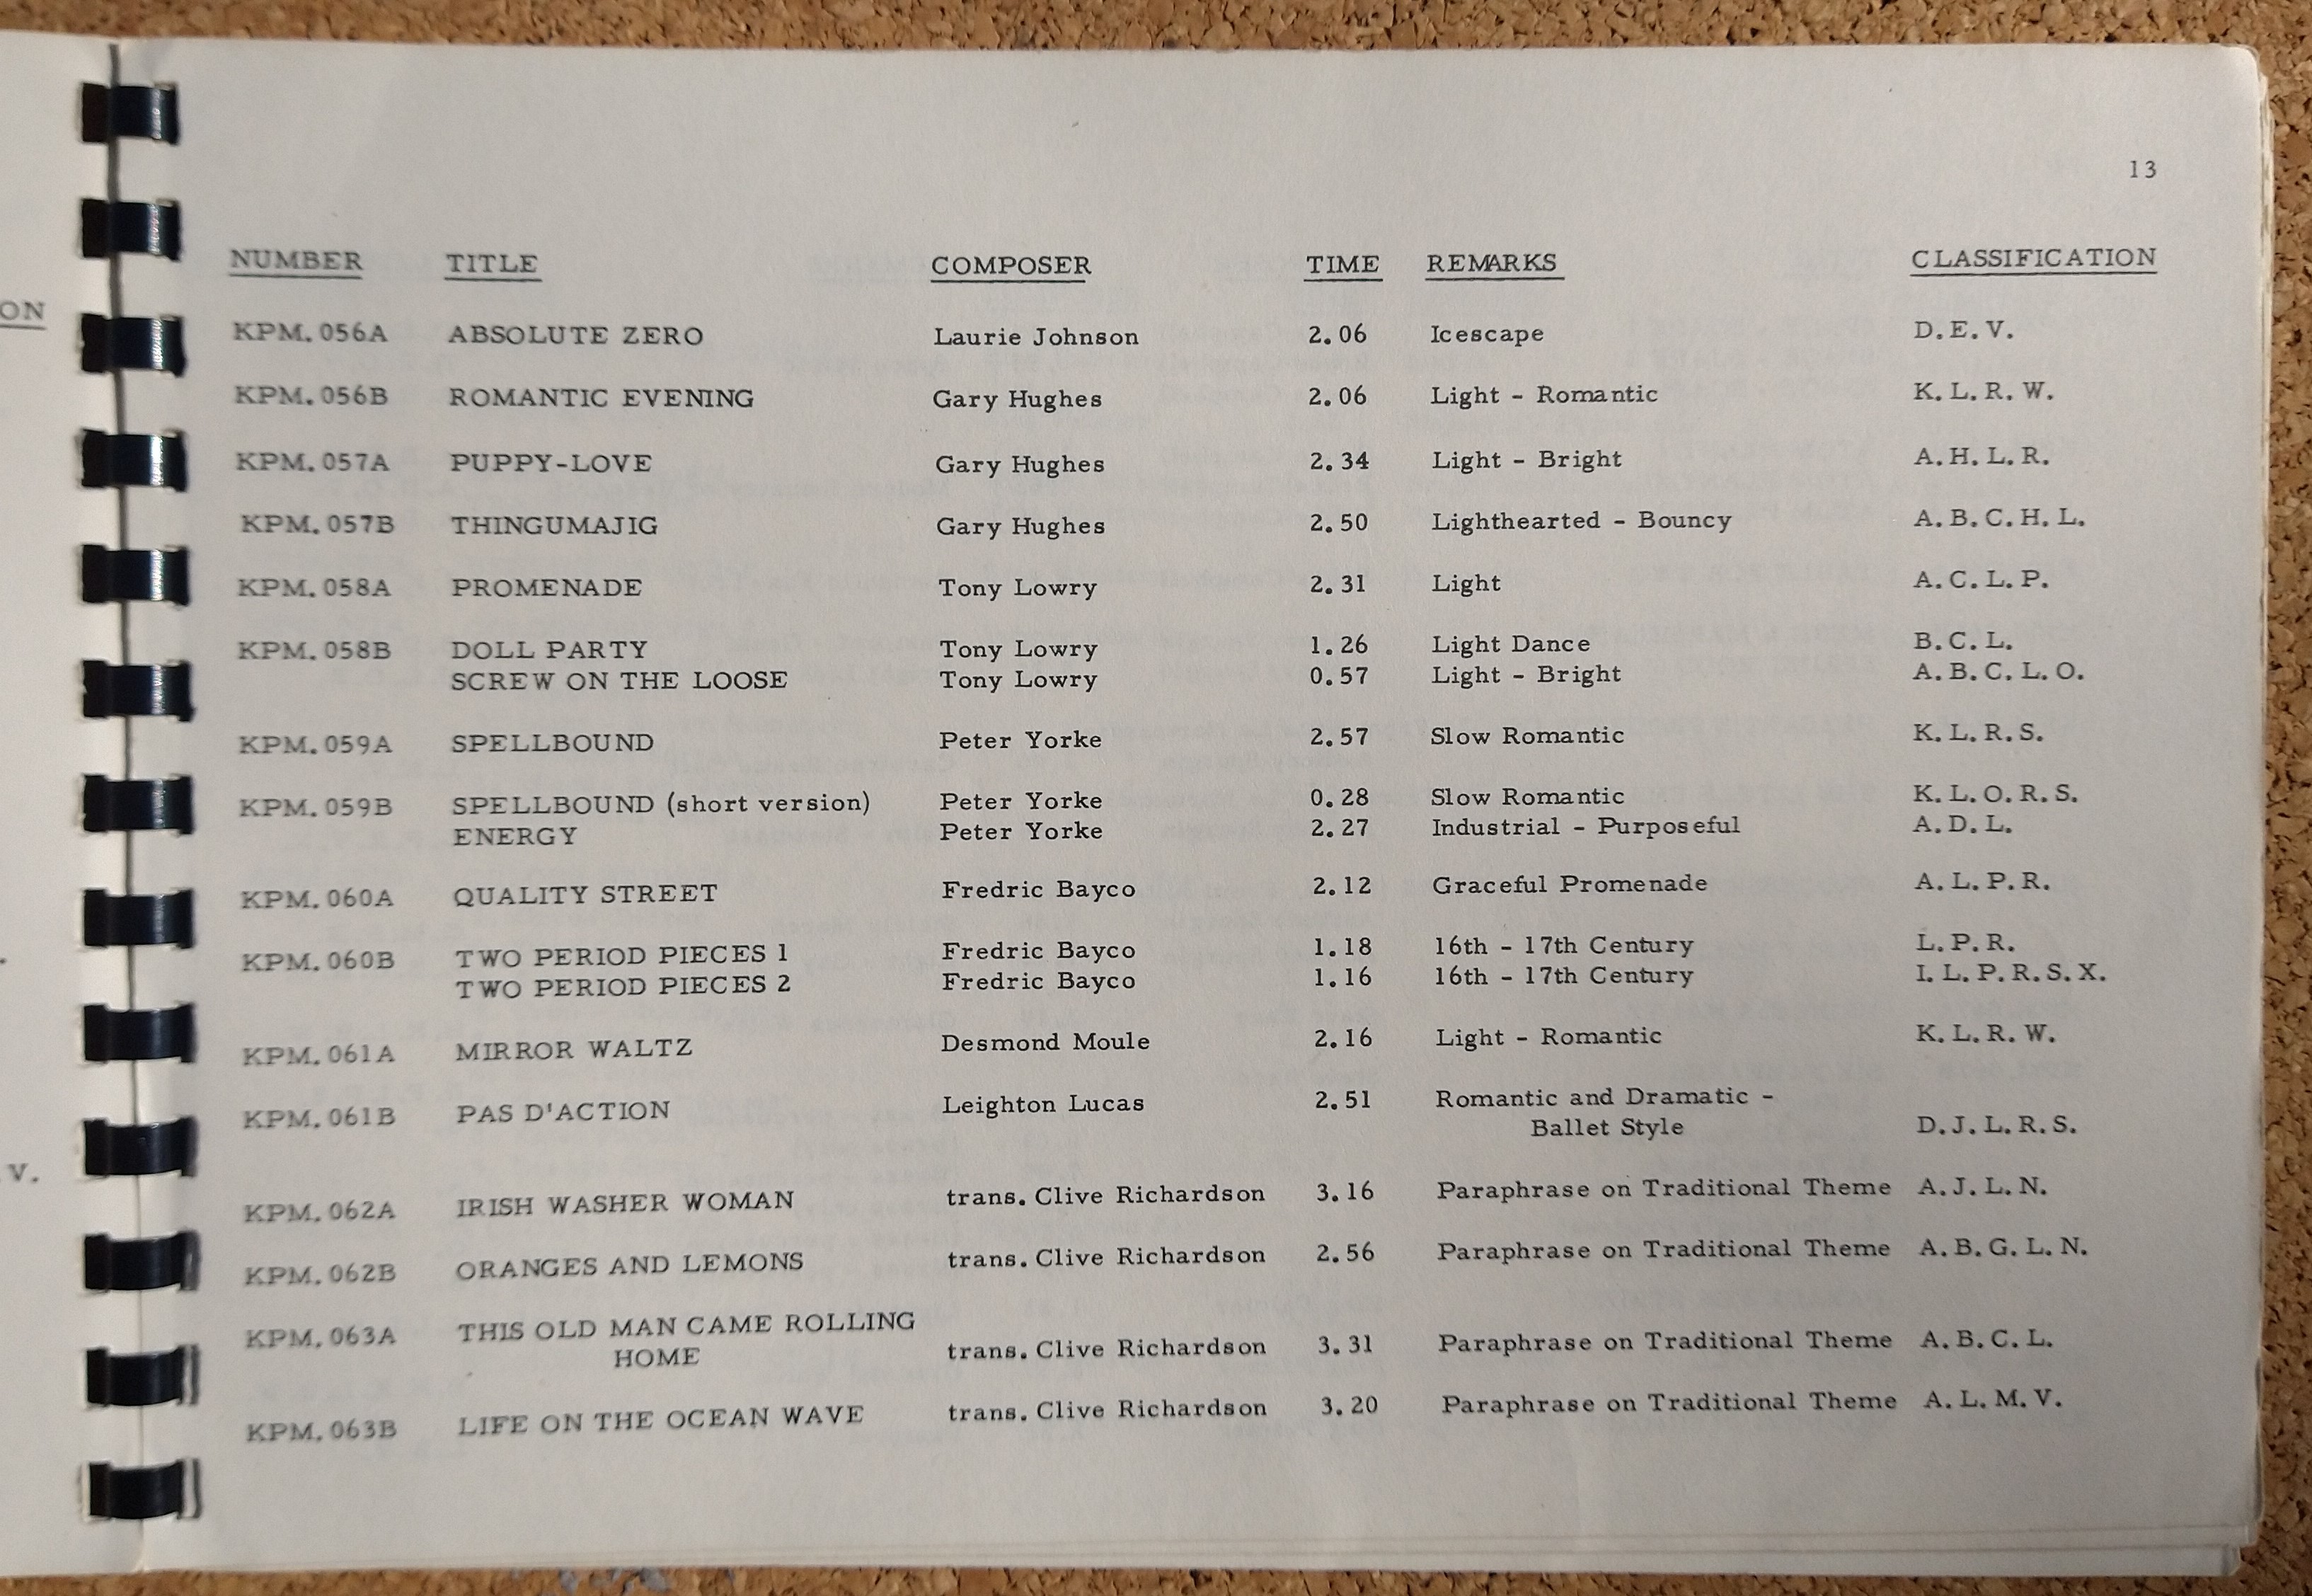 ON
V.
13
NUMBER TITLE COMPOSER TIME REMARKS CLASSIFICATION
KPM. 056A ABSOLUTE ZERO Laurie Johnson 2. 06 Icescape D. E. V.
KPM. 056B ROMANTIC EVENING Gary Hughes 2. 06 Light - Romantic K. L. R. W.
KPM. 057A PUPPY-LOVE Gary Hughes 2. 34 Light - Bright A. H. L. R.
KPM. 057B THINGUMAJIG Gary Hughes 2. 50 Lighthearted - Bouncy A. B. C. H. L.
KPM. 058A PROMENADE Tony Lowry 2. 31 Light A. C. L. P.
KPM. 058B DOLL PARTY Tony Lowry 1. 26 Light Dance B. C. L.
SCREW ON THE LOOSE Tony Lowry 0. 57 Light - Bright A. B. C. L. O.
KPM. 059A SPELLBOUND Peter Yorke 2. 57 Slow Romantic K. L. R. S.
KPM. 059B SPELLBOUND (short version) Peter Yorke 0. 28 Slow Romantic K. L. O. R. S.
ENERGY Peter Yorke 2. 27 Industrial - Purposeful A. D. L.
KPM. 060A QUALITY STREET Fredric Bayco 2. 12 Graceful Promenade A. L. P. R.
KPM. 060B TWO PERIOD PIECES 1 Fredric Bayco 1. 18 16th - 17th Century L. P. R.
TWO PERIOD PIECES 2 Fredric Bayco 1. 16 16th - 17th Century I. L. P. R. S. X.
KPM. 061A MIRROR WALTZ Desmond Moule 2. 16 Light - Romantic K. L. R. W.
KPM. 061B PAS D'ACTION Leighton Lucas 2. 51 Romantic and Dramatic -
Ballet Style D. J. L. R. S.
KPM. 062A IRISH WASHER WOMAN trans. Clive Richardson 3. 16 Paraphrase on Traditional Theme A. J. L. N.
KPM. 062B ORANGES AND LEMONS trans. Clive Richardson 2. 56 Paraphrase on Traditional Theme A. B. G. L. N.
KPM. 063A THIS OLD MAN CAME ROLLING
HOME trans. Clive Richardson 3. 31 Paraphrase on Traditional Theme A. B. C. L.
KPM. 063B LIFE ON THE OCEAN WAVE trans. Clive Richardson 3. 20 Paraphrase on Traditional Theme A. L. M. V.